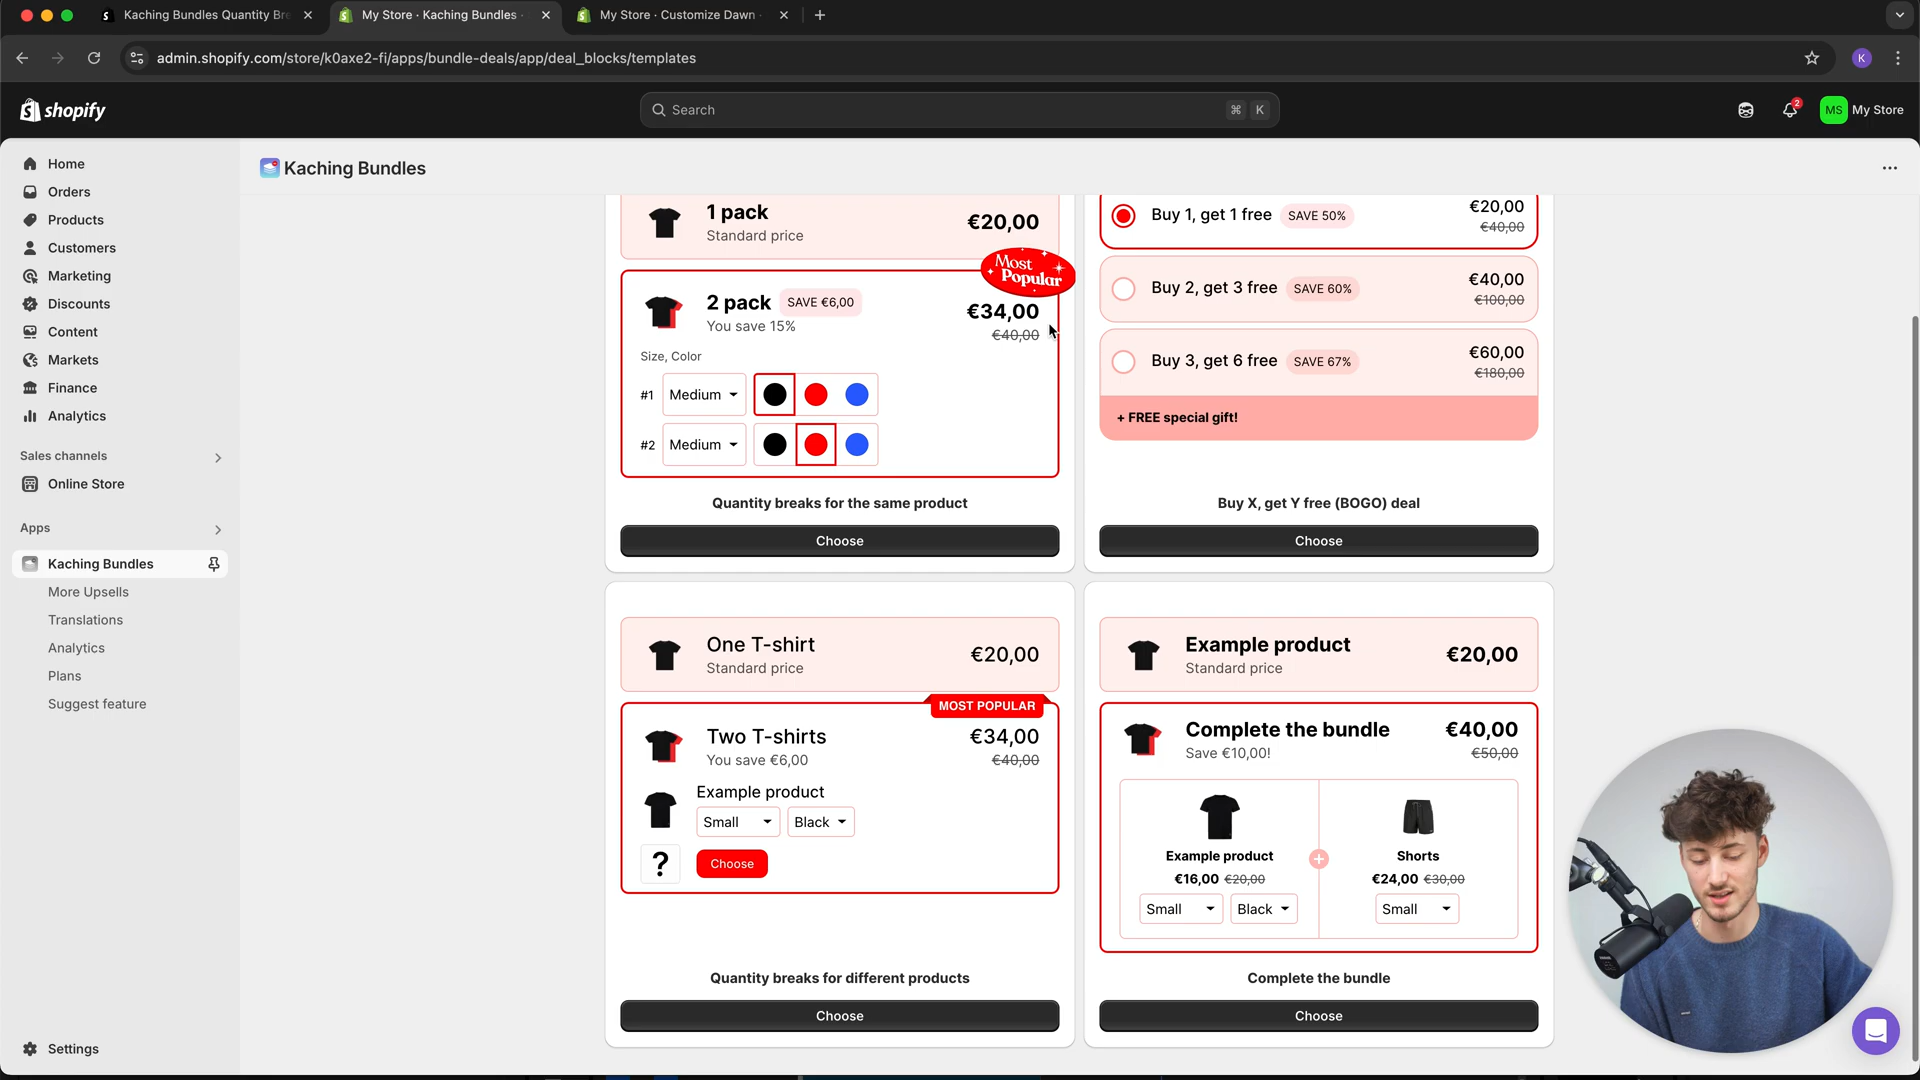 Kaching Bundles Quantity Bre
My Store · Kaching Bundles ·
My Store · Customize Dawn ·
admin.shopify.com/store/k0axe2-fi/apps/bundle-deals/app/deal_blocks/templates
K
shopify
Search
⌘ K
2
MS My Store
Home
Orders
Products
Customers
Marketing
Discounts
Content
Markets
Finance
Analytics
Sales channels
Online Store
Apps
Kaching Bundles
More Upsells
Translations
Analytics
Plans
Suggest feature
Settings
Kaching Bundles
1 pack
Standard price
€20,00
Most
Popular
2 pack SAVE €6,00
You save 15%
€34,00
€40,00
Size, Color
#1 Medium
#2 Medium
Quantity breaks for the same product
Choose
Buy 1, get 1 free SAVE 50%
€20,00
€40,00
Buy 2, get 3 free SAVE 60%
€40,00
€100,00
Buy 3, get 6 free SAVE 67%
€60,00
€180,00
+ FREE special gift!
Buy X, get Y free (BOGO) deal
Choose
One T-shirt
Standard price
€20,00
MOST POPULAR
Two T-shirts
You save €6,00
€34,00
€40,00
Example product
Small Black
?
Choose
Quantity breaks for different products
Choose
Example product
Standard price
€20,00
Complete the bundle
Save €10,00!
€40,00
€50,00
Example product
€16,00 €20,00
Small Black
Shorts
€24,00 €30,00
Small
Complete the bundle
Choose